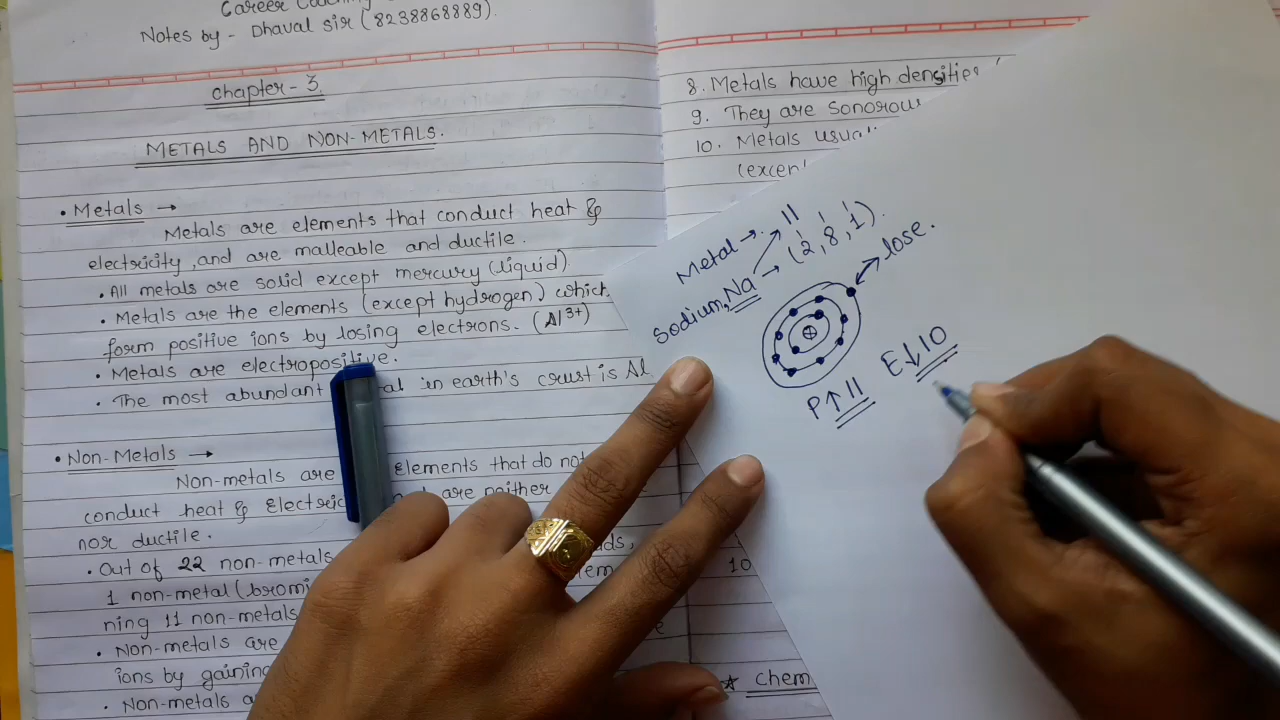 Career
Notes by - Dhaval sir (8238868889).
chapter - 3.
METALS AND NON-METALS.
• Metals →
Metals are elements that conduct heat &
electricity, and are malleable and ductile.
• All metals are solid except mercury (liquid)
• Metals are the elements (except hydrogen) which
form positive ions by losing electrons. (Al³⁺)
• Metals are electropositive.
• The most abundant in earth's crust is Al
• Non-Metals →
Non-metals are elements that do not
conduct heat & Electric are neither
nor ductile.
• Out of 22 non-metals
1 non-metal (bromi
ning 11 non-metals
• Non-metals are
ions by gaining
• Non-metals
8. Metals have high densities (
9. They are sonorous
10. Metals usual
(except
10
★ chem
Metal → 11
Sodium, Na → (2, 8, 1).
lose.
P↑ 11
E↓ 10